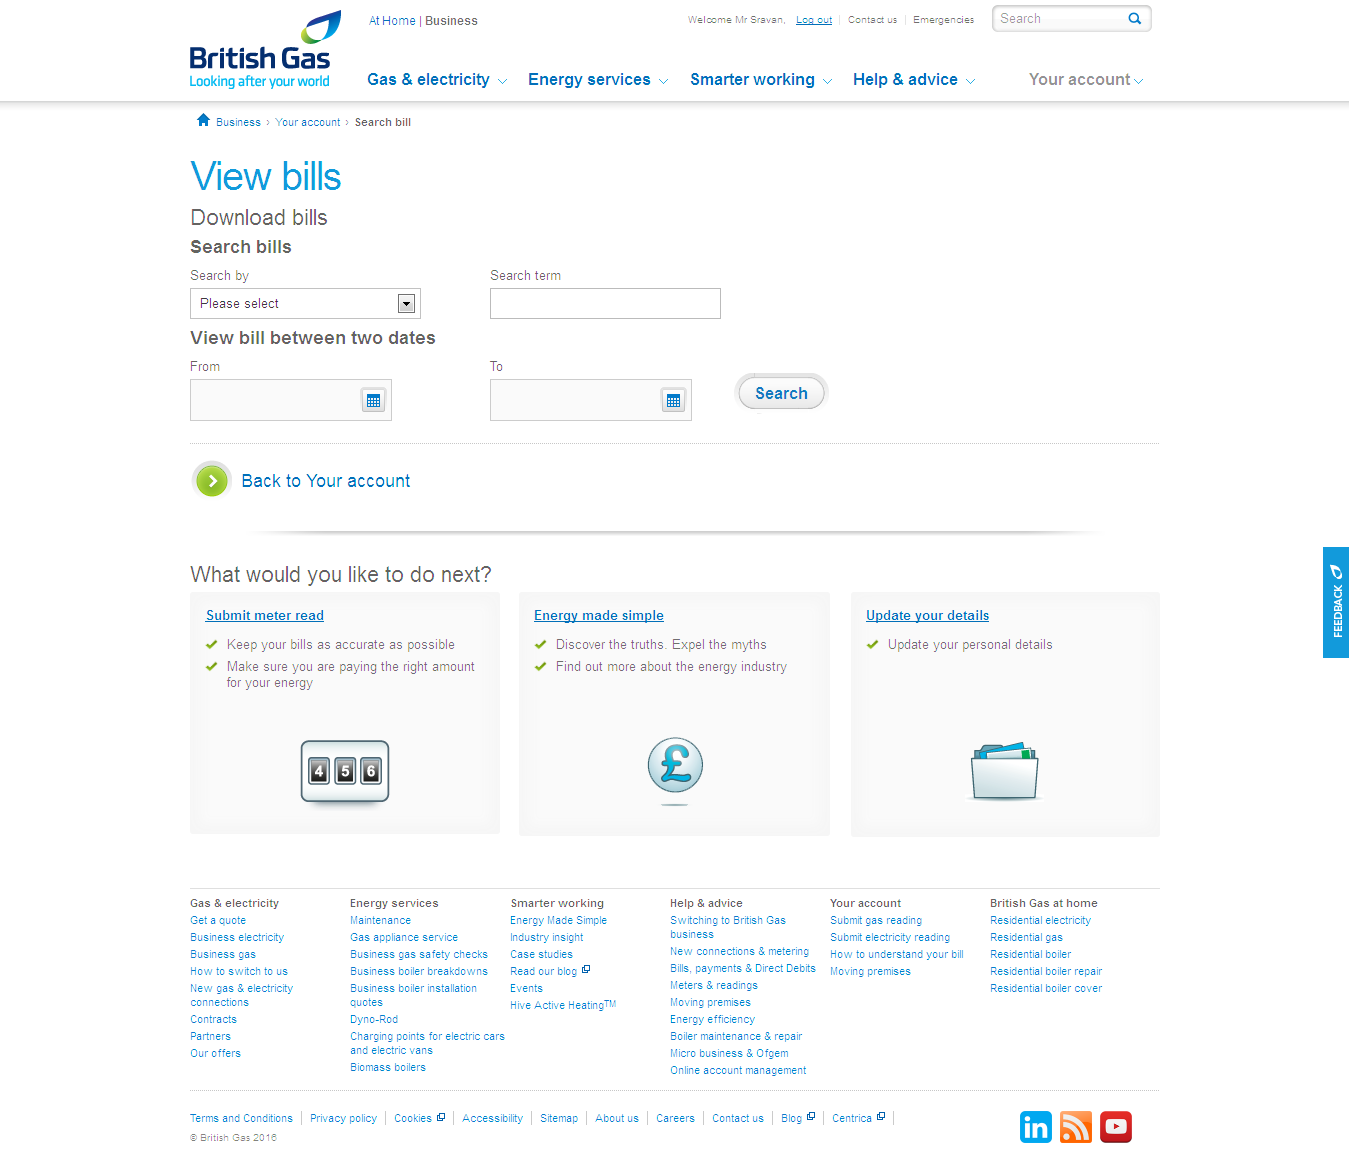 British Gas
Looking after your world
At Home | Business
Welcome Mr Sravan, Log out Contact us Emergencies
Search
Gas & electricity Energy services Smarter working Help & advice Your account
Business › Your account › Search bill
View bills
Download bills
Search bills
Search by Search term
Please select
View bill between two dates
From To
Search
Back to Your account
FEEDBACK
What would you like to do next?
Submit meter read
Keep your bills as accurate as possible
Make sure you are paying the right amount
for your energy
4 5 6
Energy made simple
Discover the truths. Expel the myths
Find out more about the energy industry
£
Update your details
Update your personal details
Gas & electricity
Get a quote
Business electricity
Business gas
How to switch to us
New gas & electricity
connections
Contracts
Partners
Our offers
Energy services
Maintenance
Gas appliance service
Business gas safety checks
Business boiler breakdowns
Business boiler installation
quotes
Dyno-Rod
Charging points for electric cars
and electric vans
Biomass boilers
Smarter working
Energy Made Simple
Industry insight
Case studies
Read our blog
Events
Hive Active Heating™
Help & advice
Switching to British Gas
business
New connections & metering
Bills, payments & Direct Debits
Meters & readings
Moving premises
Energy efficiency
Boiler maintenance & repair
Micro business & Ofgem
Online account management
Your account
Submit gas reading
Submit electricity reading
How to understand your bill
Moving premises
British Gas at home
Residential electricity
Residential gas
Residential boiler
Residential boiler repair
Residential boiler cover
Terms and Conditions Privacy policy Cookies Accessibility Sitemap About us Careers Contact us Blog Centrica
© British Gas 2016
in